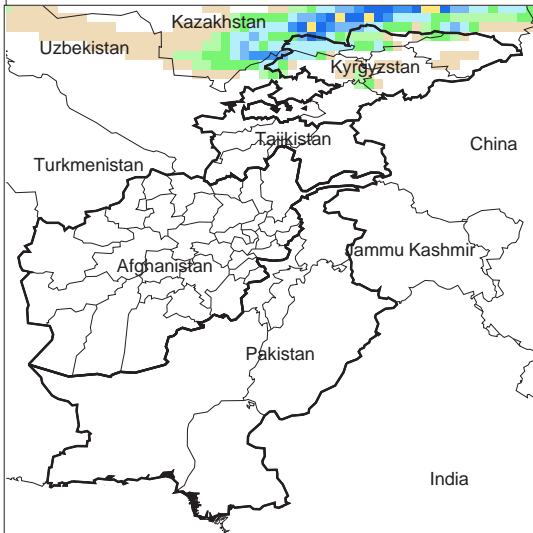 Kazakhstan
Uzbekistan
Kyrgyzstan
Tajikistan
China
Turkmenistan
Jammu Kashmir
Afghanistan
Pakistan
India